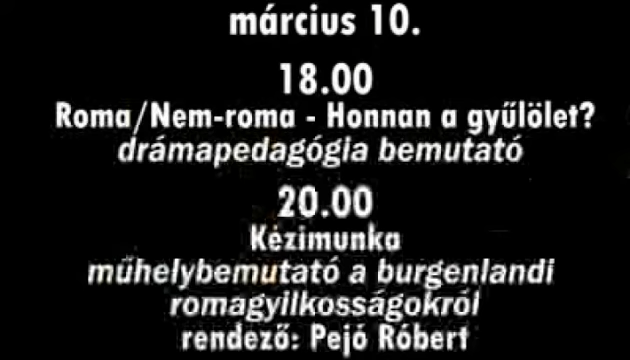 március 10.
18.00
Roma/Nem-roma - Honnan a gyűlölet?
drámapedagógia bemutató
20.00
Kézimunka
műhelybemutató a burgenlandi
romagyilkosságokról
rendező: Pejó Róbert